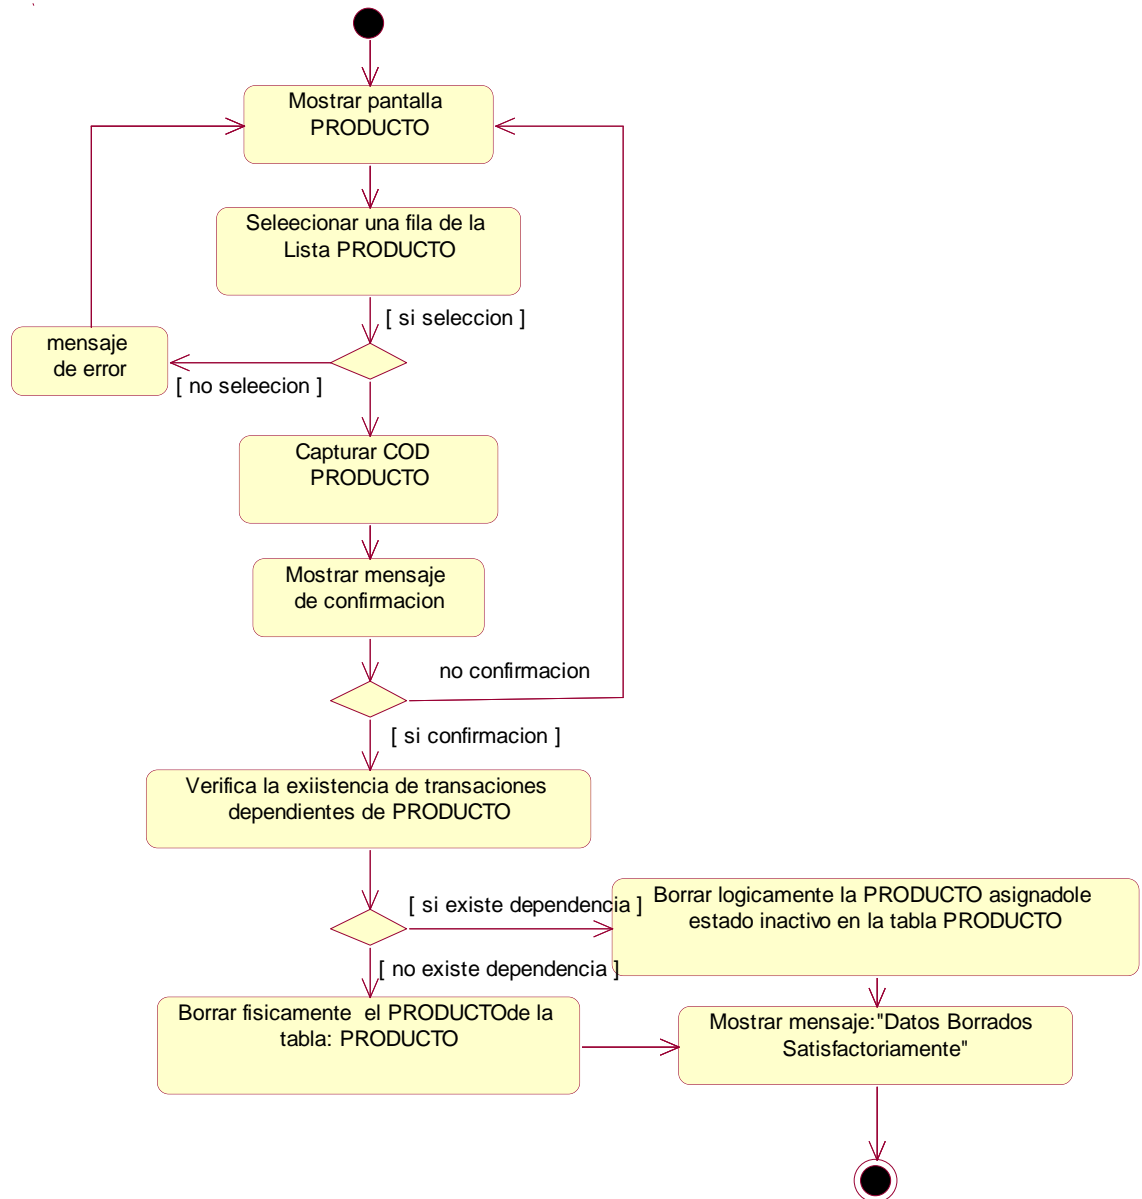 Mostrar pantalla
PRODUCTO
Seleecionar una fila de la
Lista PRODUCTO
[ si seleccion ]
mensaje
de error
[ no seleecion ]
Capturar COD
PRODUCTO
Mostrar mensaje
de confirmacion
no confirmacion
[ si confirmacion ]
Verifica la exiistencia de transaciones
dependientes de PRODUCTO
[ si existe dependencia ]
Borrar logicamente la PRODUCTO asignadole
estado inactivo en la tabla PRODUCTO
[ no existe dependencia ]
Borrar fisicamente  el PRODUCTOde la
tabla: PRODUCTO
Mostrar mensaje:"Datos Borrados
Satisfactoriamente"